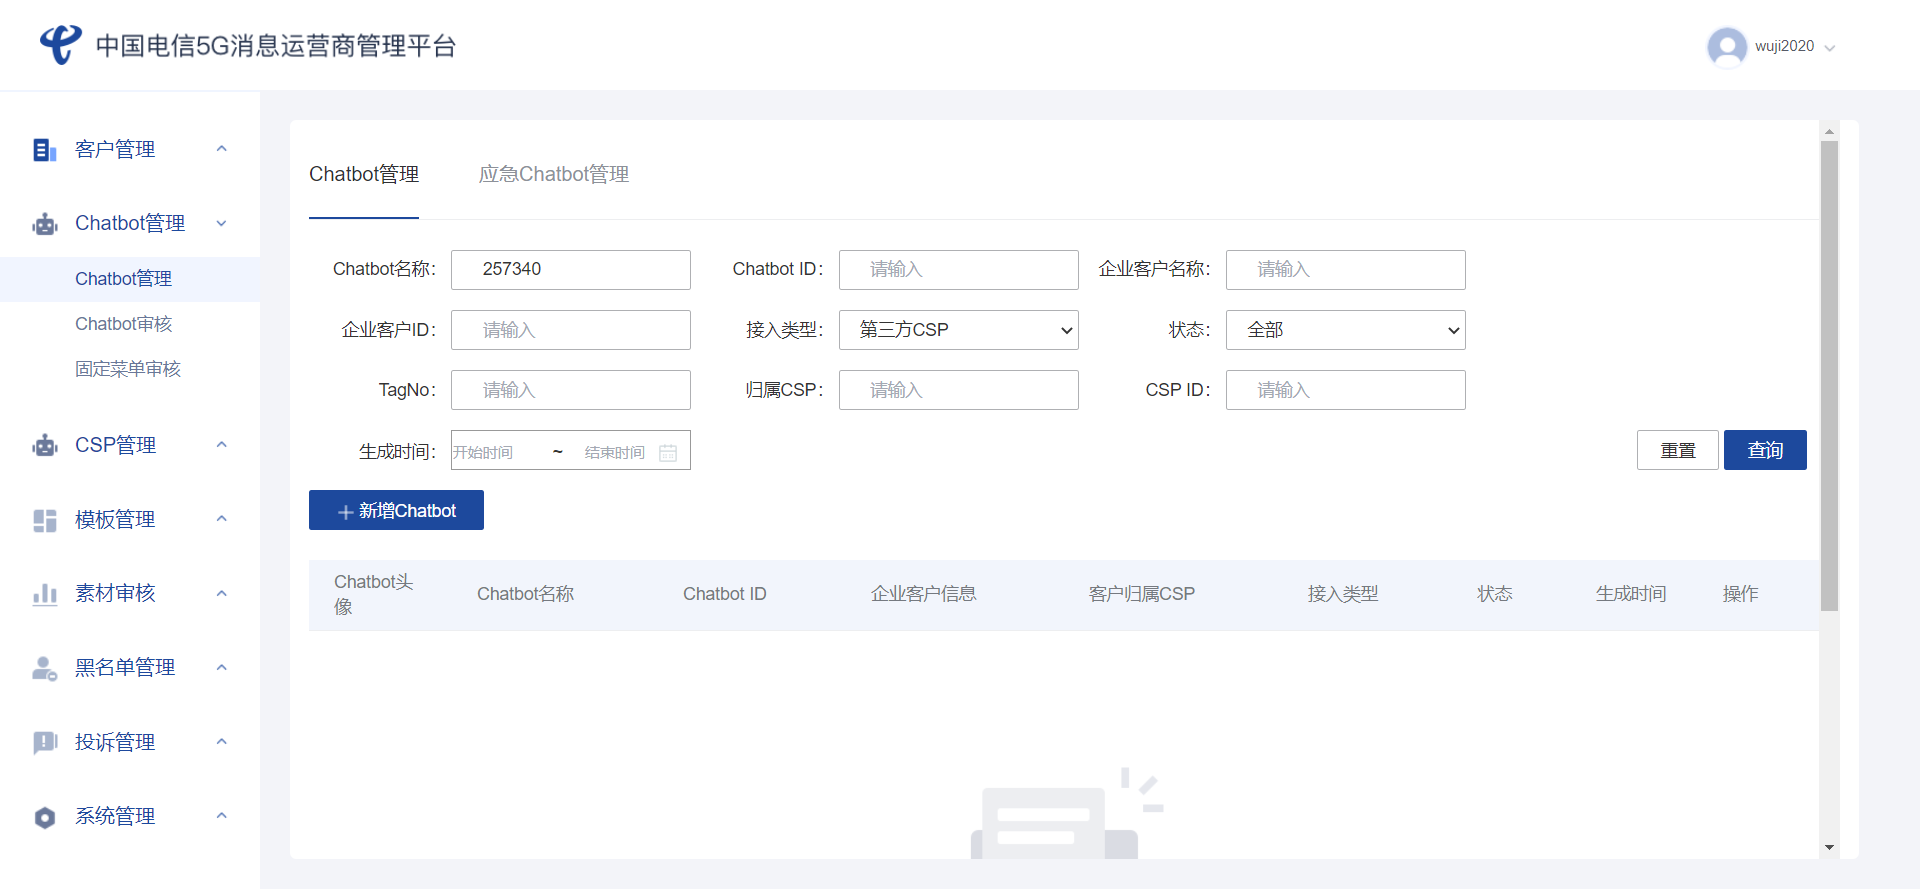 中国电信5G消息运营商管理平台
wuji2020
客户管理
Chatbot管理
Chatbot管理
Chatbot审核
固定菜单审核
CSP管理
模板管理
素材审核
黑名单管理
投诉管理
系统管理
Chatbot管理 应急Chatbot管理
Chatbot名称： 257340 Chatbot ID： 请输入 企业客户名称： 请输入
企业客户ID： 请输入 接入类型： 第三方CSP 状态： 全部
TagNo： 请输入 归属CSP： 请输入 CSP ID： 请输入
生成时间： 开始时间 ~ 结束时间 重置 查询
新增Chatbot
Chatbot头像 Chatbot名称 Chatbot ID 企业客户信息 客户归属CSP 接入类型 状态 生成时间 操作